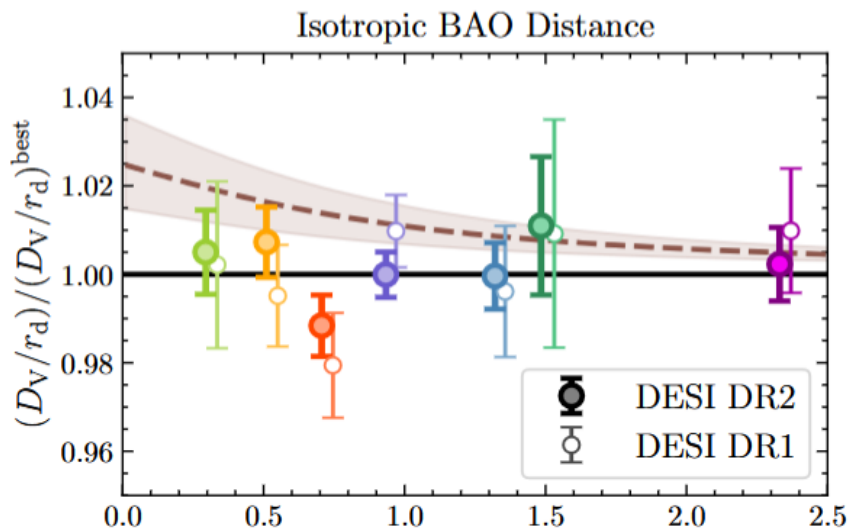 Isotropic BAO Distance
(D_V/r_d)/(D_V/r_d)^best
1.04
1.02
1.00
0.98
0.96
DESI DR2
DESI DR1
0.0 0.5 1.0 1.5 2.0 2.5